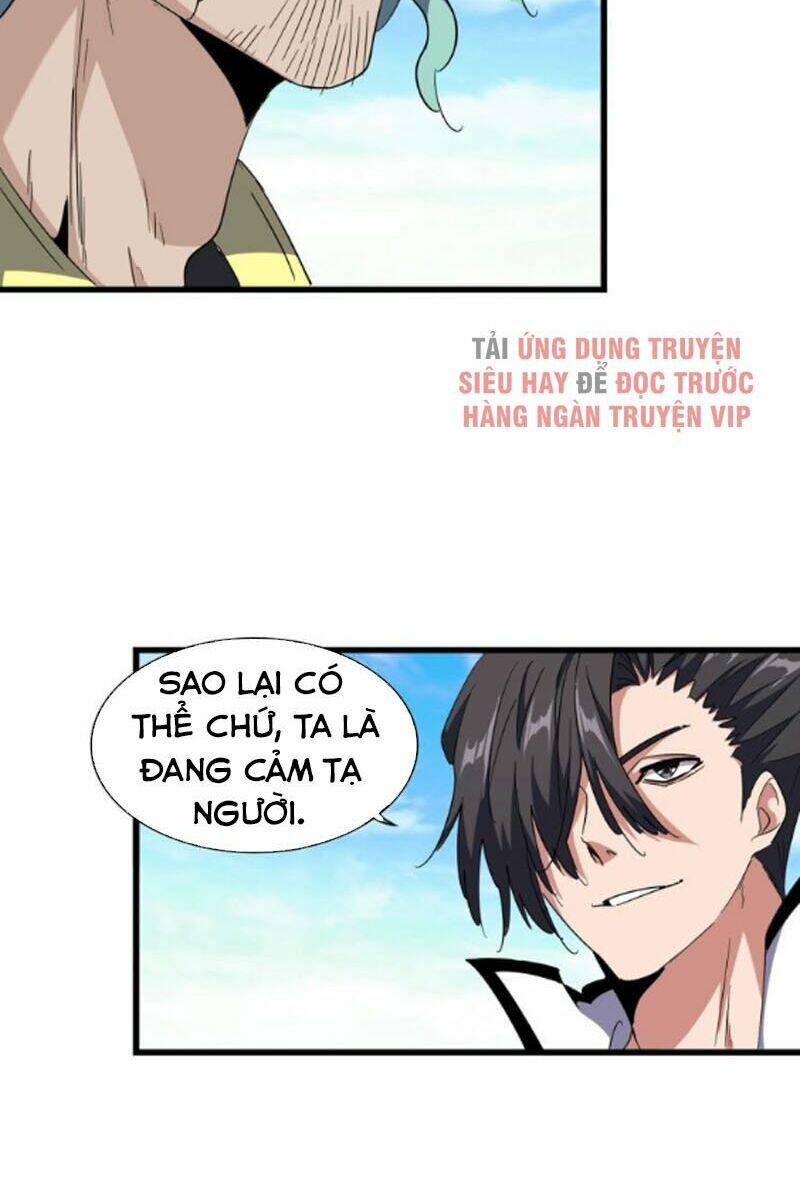 TẢI ỨNG DỤNG TRUYỆN
SIÊU HAY ĐỂ ĐỌC TRƯỚC
HÀNG NGÀN TRUYỆN VIP
SAO LẠI CÓ
THỂ CHỨ, TA LÀ
ĐANG CẢM TẠ
NGƯỜI.